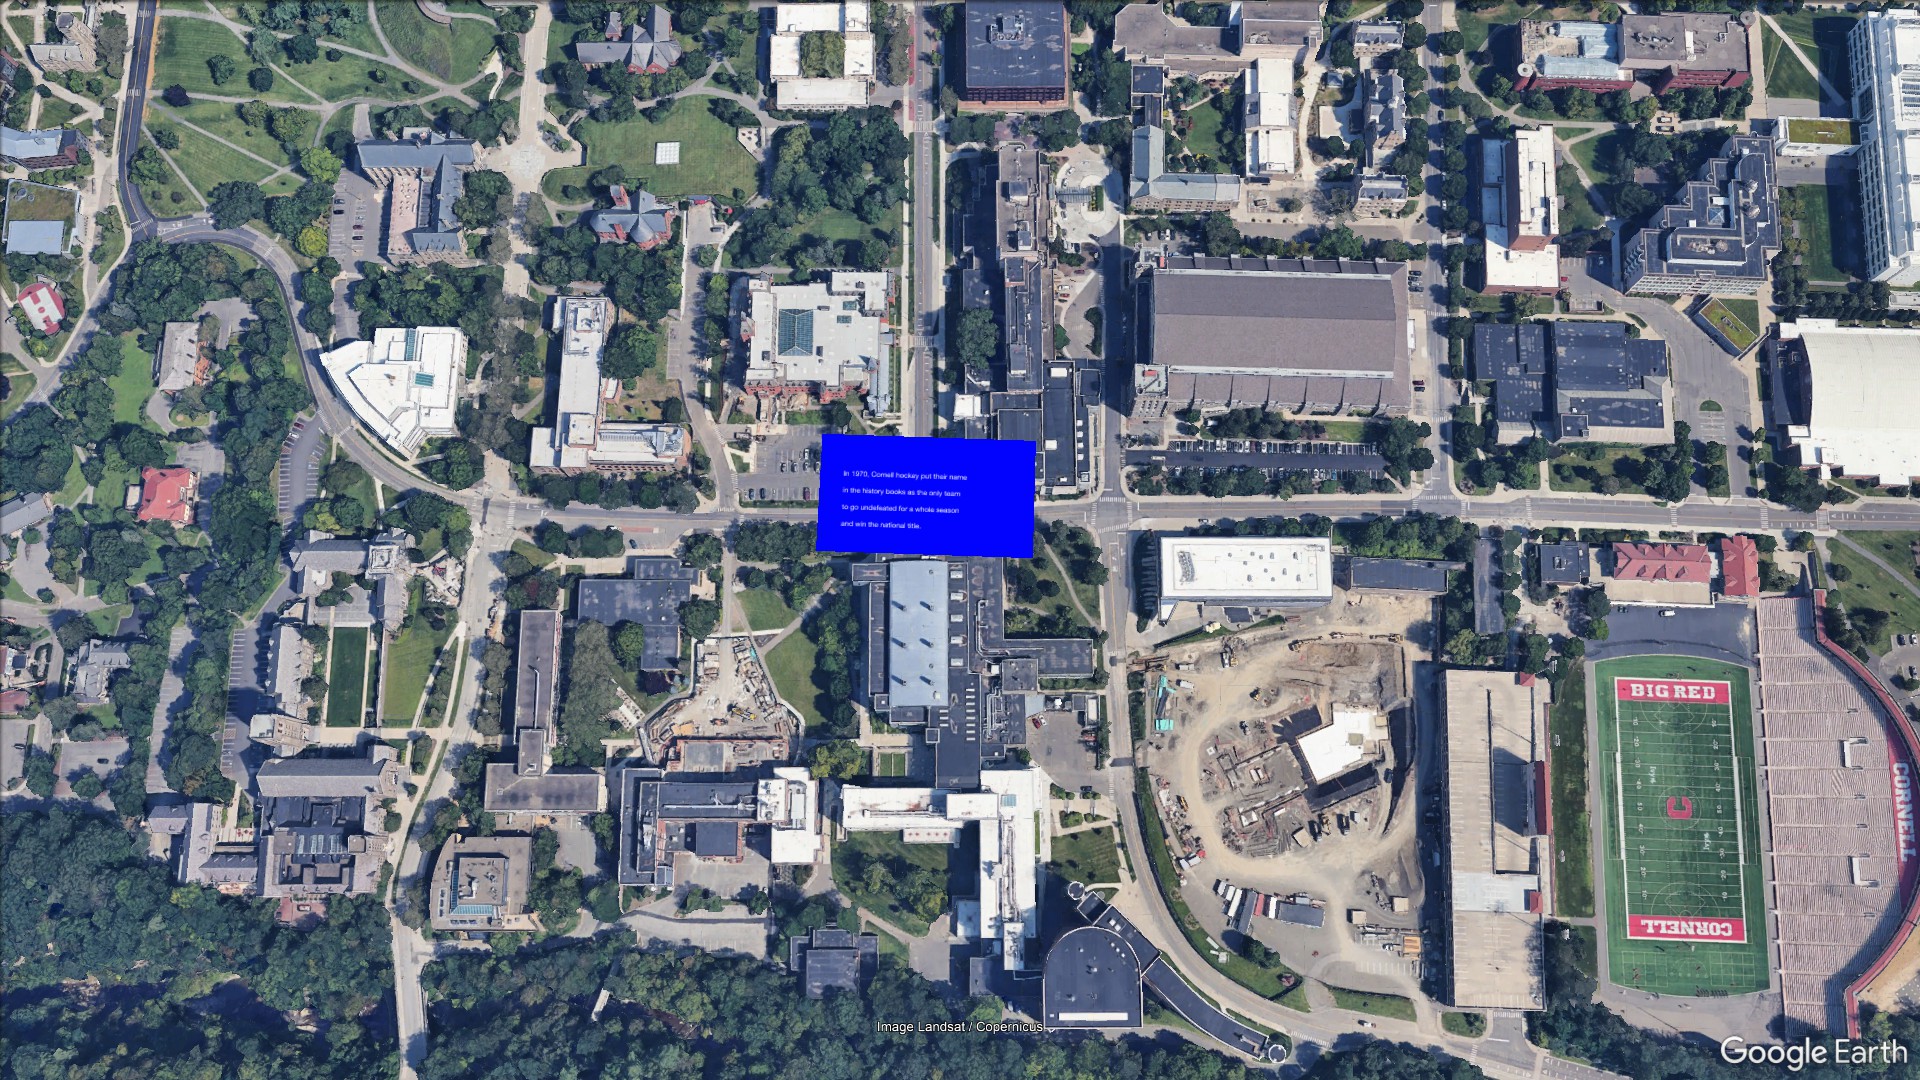 In 1970, Cornell hockey put their name
in the history books as the only team
to go undefeated for a whole season
and win the national title.
BIG RED
CORNELL
CORNELL
C
Image Landsat / Copernicus
Google Earth